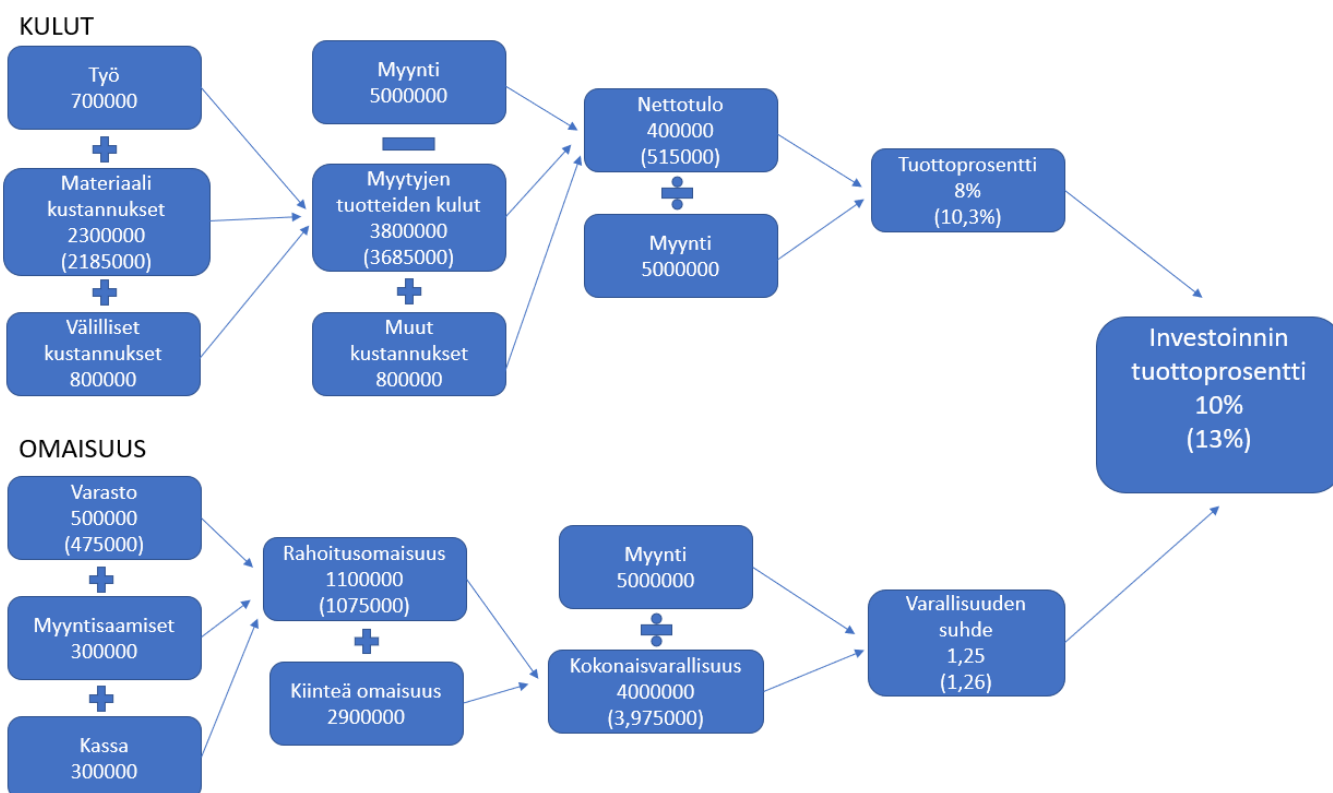 KULUT
Työ
700000
Materiaali
kustannukset
2300000
(2185000)
Välilliset
kustannukset
800000
Myynti
5000000
Myytyjen
tuotteiden kulut
3800000
(3685000)
Muut
kustannukset
800000
Nettotulo
400000
(515000)
Myynti
5000000
Tuottoprosentti
8%
(10,3%)
Investoinnin
tuottoprosentti
10%
(13%)
OMAISUUS
Varasto
500000
(475000)
Myyntisaamiset
300000
Kassa
300000
Rahoitusomaisuus
1100000
(1075000)
Kiinteä omaisuus
2900000
Myynti
5000000
Kokonaisvarallisuus
4000000
(3,975000)
Varallisuuden
suhde
1,25
(1,26)